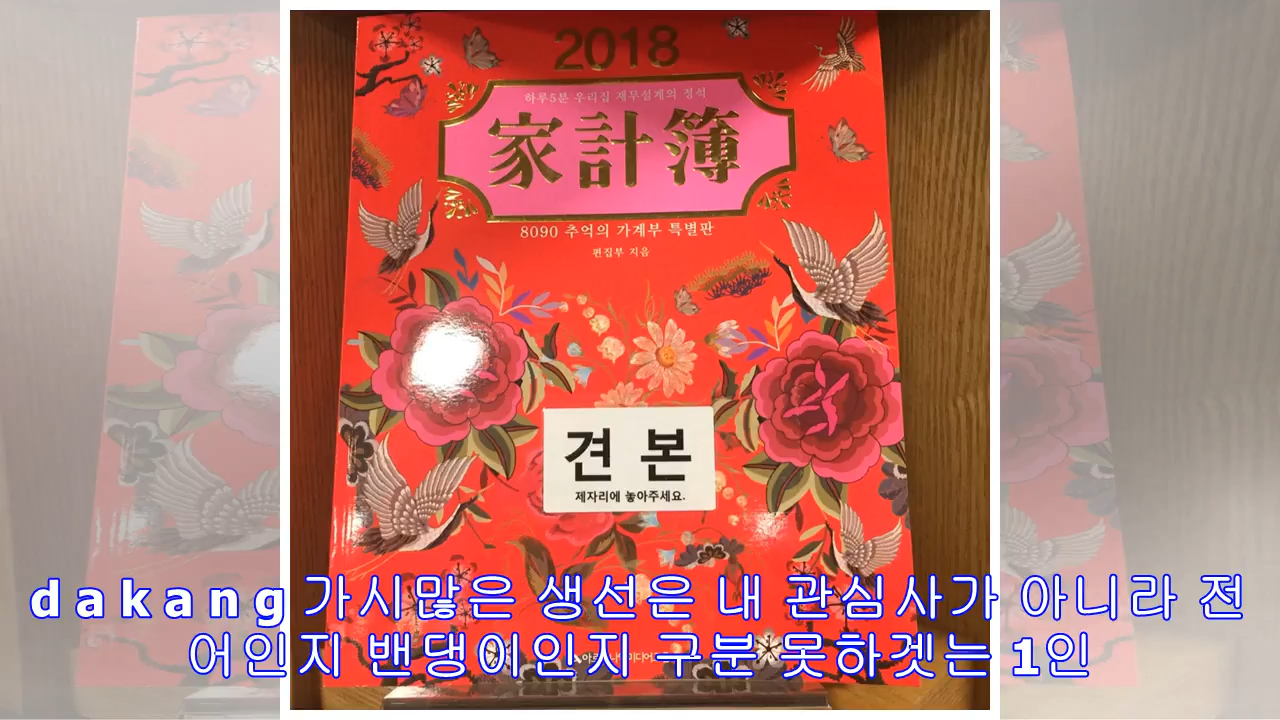 2018
하루5분 우리집 재무설계의 정석
家計簿
8090 추억의 가계부 특별판
편집부 지음
견 본
제자리에 놓아주세요.
dakang 가시많은 생선은 내 관심사가 아니라 전
어인지 밴댕이인지 구분 못하겟는 1인